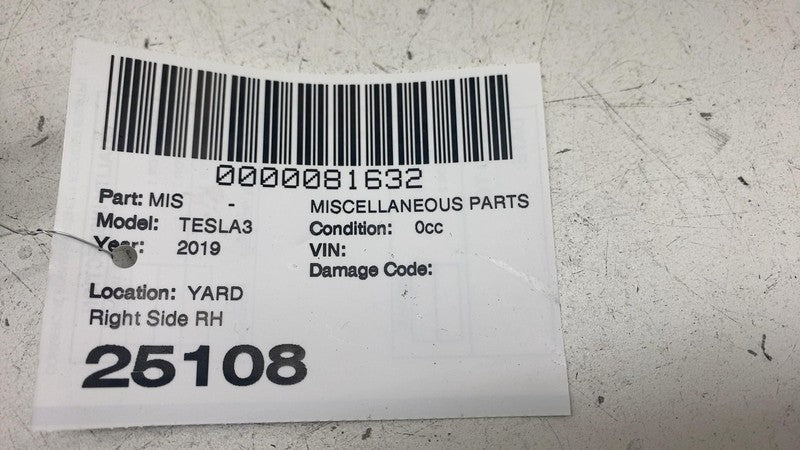 0000081632
Part: MIS - MISCELLANEOUS PARTS
Model: TESLA3 Condition: 0cc
Year: 2019 VIN:
Damage Code:
Location: YARD
Right Side RH
25108